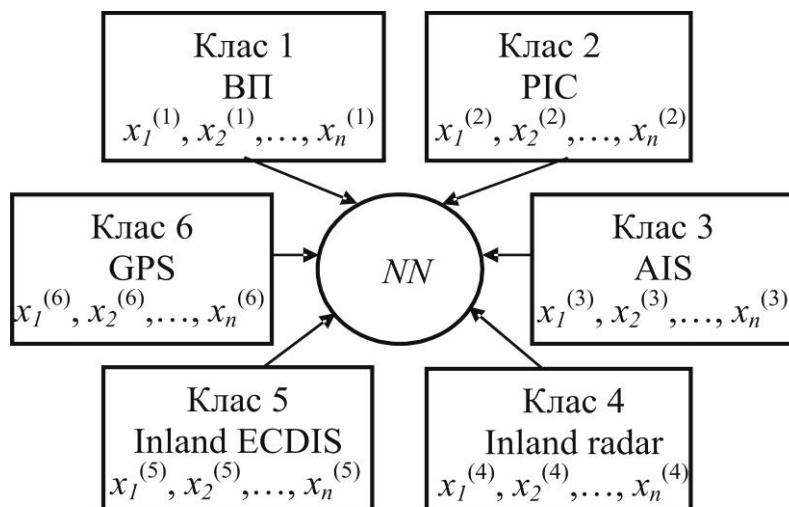 Клас 1
ВП
x₁⁽¹⁾, x₂⁽¹⁾,..., xₙ⁽¹⁾
Клас 2
РІС
x₁⁽²⁾, x₂⁽²⁾,..., xₙ⁽²⁾
Клас 6
GPS
x₁⁽⁶⁾, x₂⁽⁶⁾,..., xₙ⁽⁶⁾
NN
Клас 3
AIS
x₁⁽³⁾, x₂⁽³⁾,..., xₙ⁽³⁾
Клас 5
Inland ECDIS
x₁⁽⁵⁾, x₂⁽⁵⁾,..., xₙ⁽⁵⁾
Клас 4
Inland radar
x₁⁽⁴⁾, x₂⁽⁴⁾,..., xₙ⁽⁴⁾